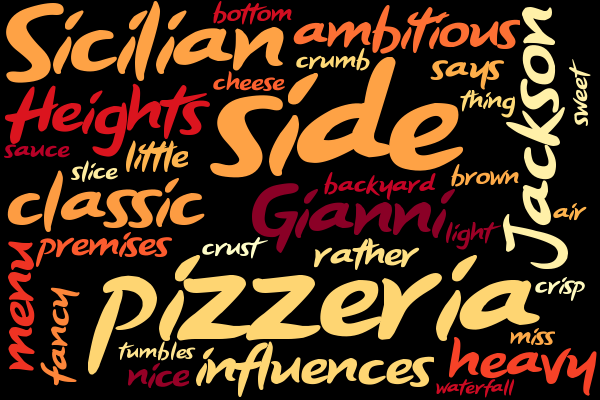 Sicilian
bottom
ambitious
crumb
says
Jackson
sweet
cheese
side
thing
Heights
sauce
little
slice
classic
backyard
brown
Gianni
light
air
premises
crust
rather
menu
pizzeria
crisp
fancy
tumbles
influences
miss
nice
heavy
waterfall